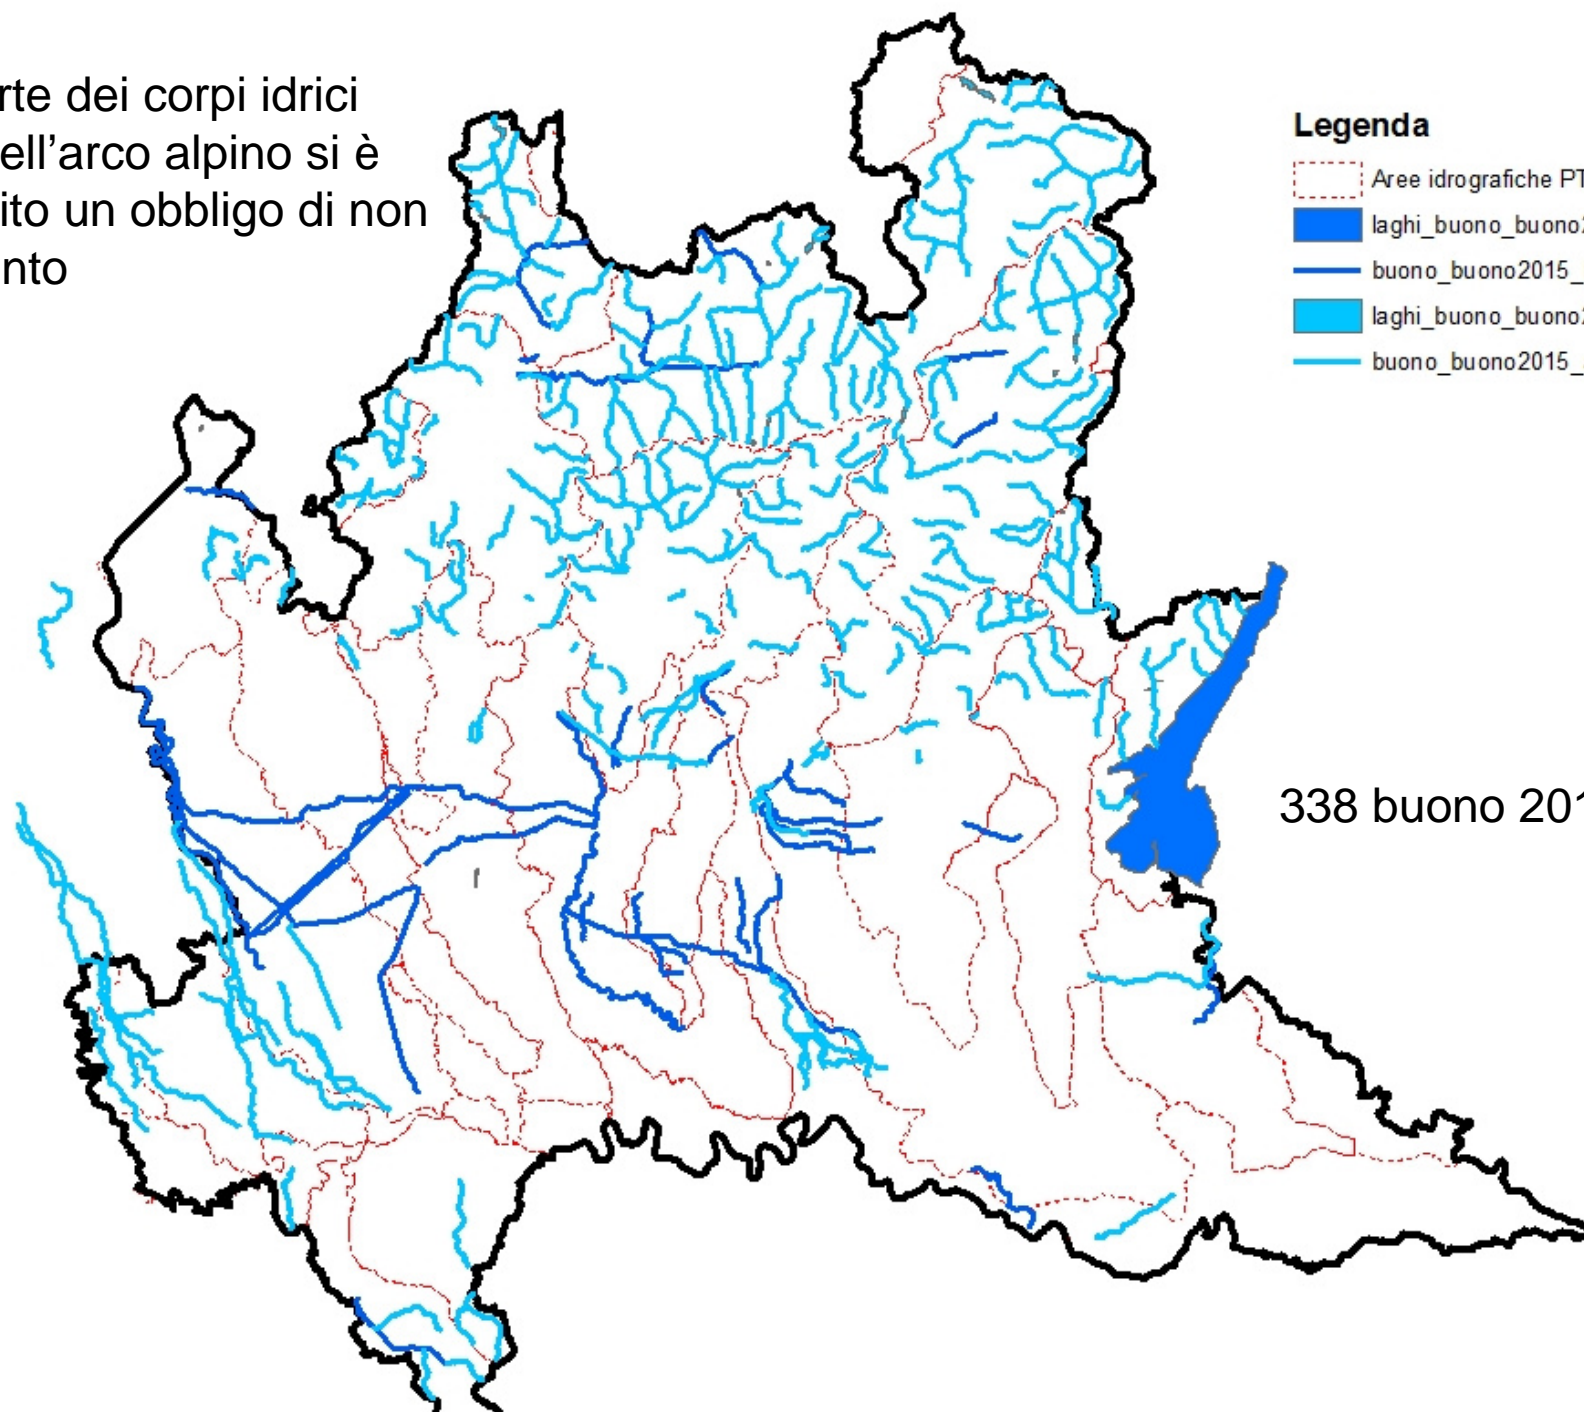 rte dei corpi idrici
ell’arco alpino si è
ito un obbligo di non
nto
Legenda
Aree idrografiche PT
laghi_buono_buono2
buono_buono2015_
laghi_buono_buono2
buono_buono2015_
338 buono 201